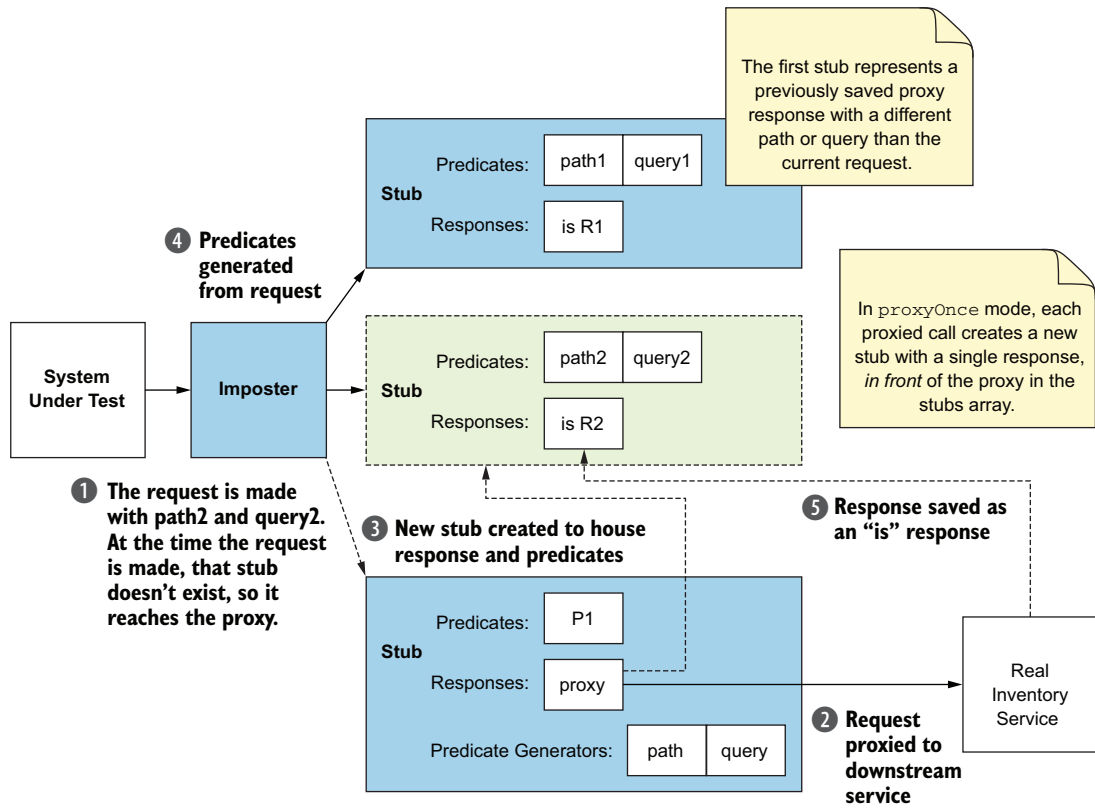 The first stub represents a
previously saved proxy
response with a different
path or query than the
current request.
Predicates:
path1
query1
Stub
Responses:
is R1
4 Predicates
generated
from request
In proxyOnce mode, each
proxied call creates a new
stub with a single response,
in front of the proxy in the
stubs array.
System
Under Test
Imposter
Predicates:
path2
query2
Stub
Responses:
is R2
1 The request is made
with path2 and query2.
At the time the request
is made, that stub
doesn't exist, so it
reaches the proxy.
3 New stub created to house
response and predicates
5 Response saved as
an “is” response
Predicates:
P1
Stub
Responses:
proxy
Predicate Generators:
path
query
Real
Inventory
Service
2 Request
proxied to
downstream
service